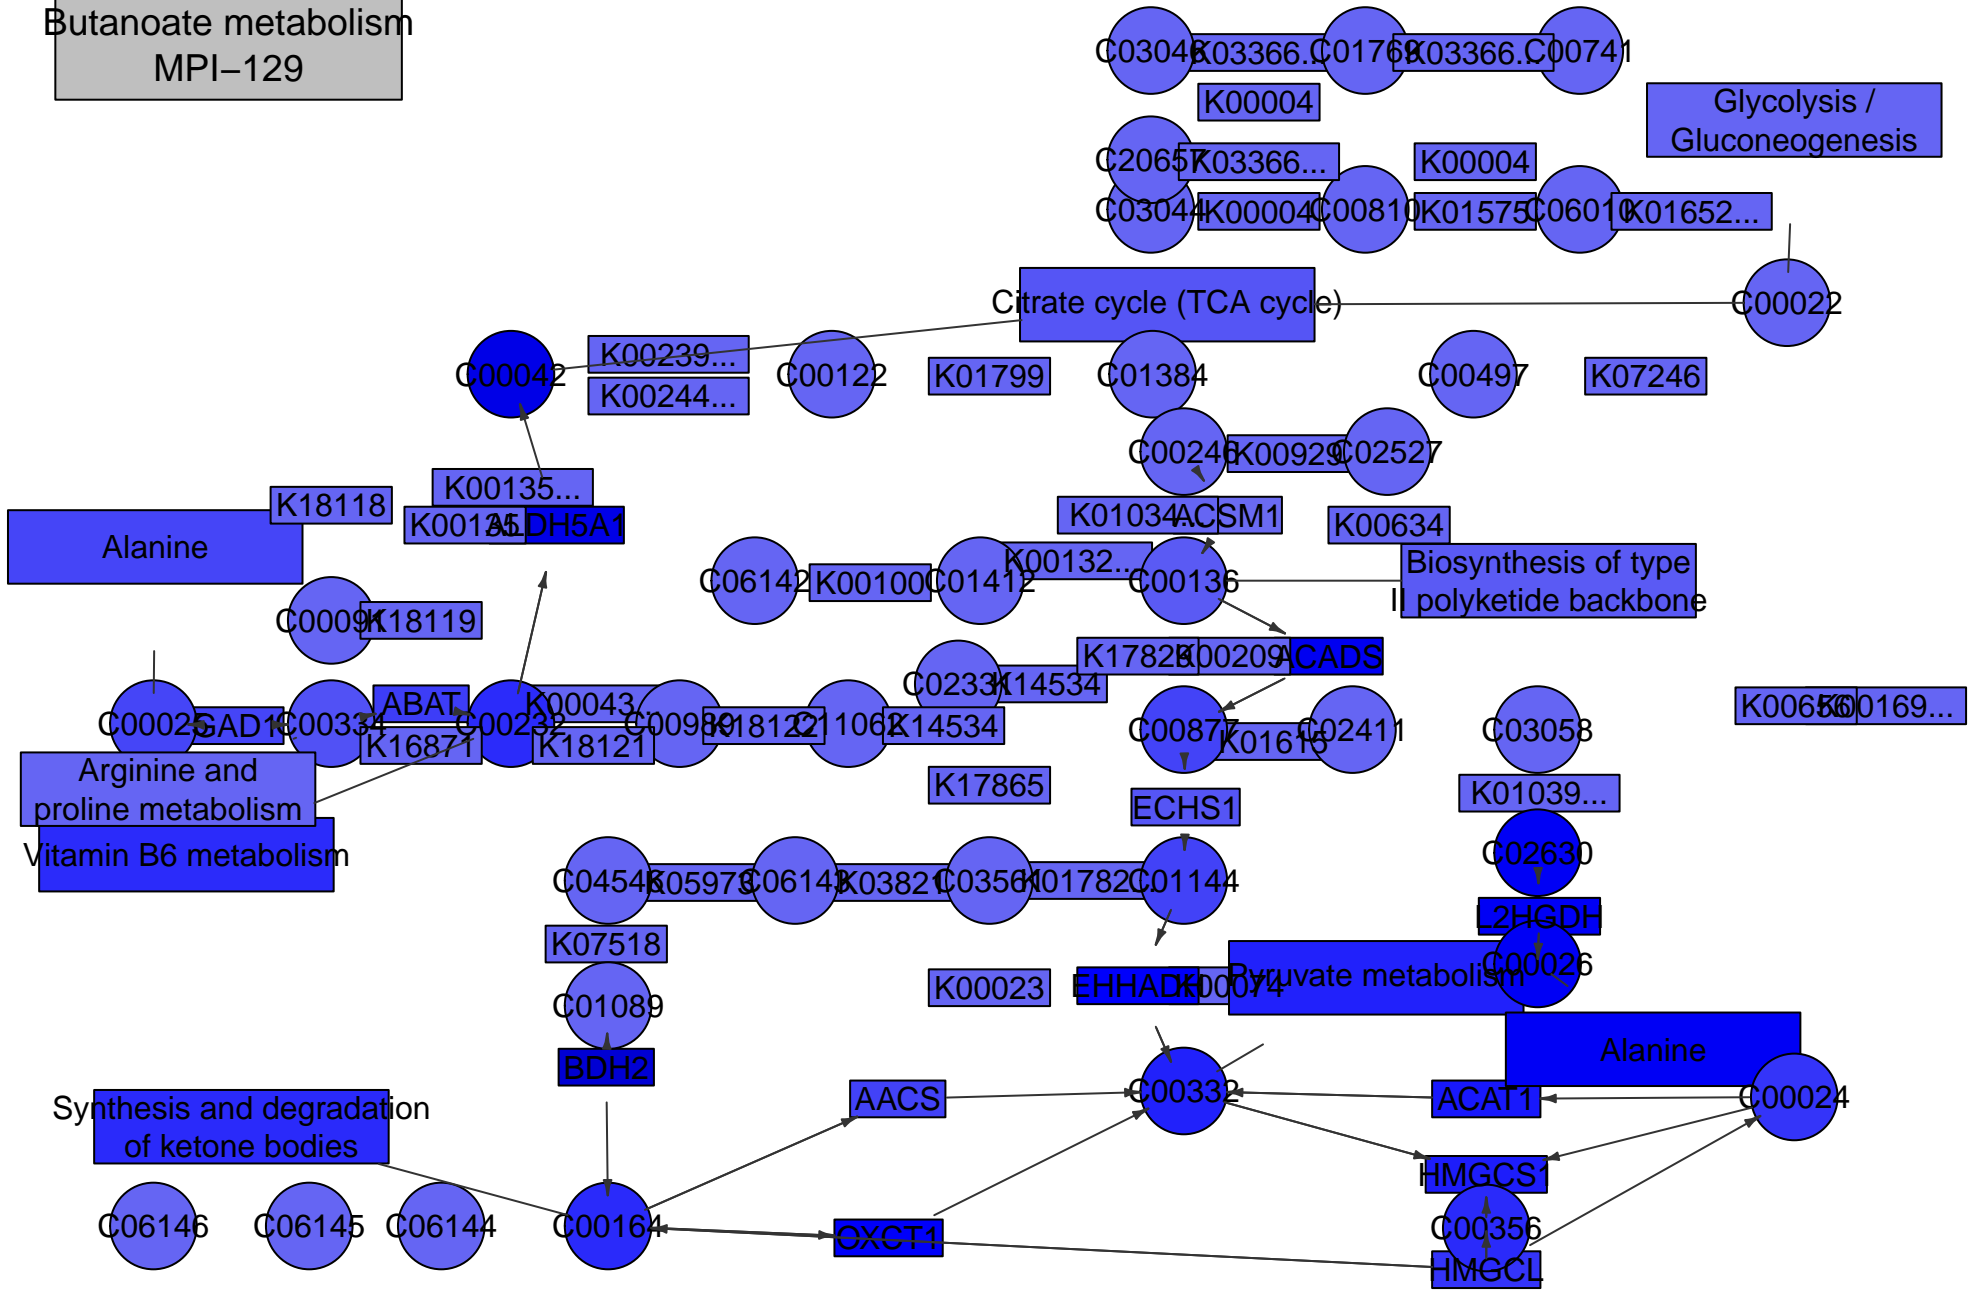 Butanoate metabolism
MPI−129
C03046
K03366...
C01769
K03366...
C00741
K00004
Glycolysis /
Gluconeogenesis
C20657
K03366...
K00004
C03044
K00004
C00810
K01575
C06010
K01652...
Citrate cycle (TCA cycle)
C00022
C00042
K00239...
K00244...
C00122
K01799
C01384
C00497
K07246
C00246
K00929
C02527
K18118
K00135...
K00135
ALDH5A1
K01034...
ACSM1
K00634
Alanine
C06142
K00100
C01412
K00132...
C00136
Biosynthesis of type
II polyketide backbone
C00091
K18119
K17829
K00209
ACADS
C02331
K14534
C00025
GAD1
C00334
ABAT
K16871
C00232
K00043...
K18121
C00989
K18122
C11062
K14534
C00877
K01615
C02411
C03058
K00656
K00169...
Arginine and
proline metabolism
K17865
ECHS1
K01039...
Vitamin B6 metabolism
C02630
C04546
K05973
C06143
K03821
C03561
K01782...
C01144
L2HGDH
K07518
C00026
Pyruvate metabolism
K00023
EHHADH
K00074
C01089
BDH2
Alanine
Synthesis and degradation
of ketone bodies
AACS
C00332
ACAT1
C00024
HMGCS1
C06146
C06145
C06144
C00164
OXCT1
C00356
HMGCL